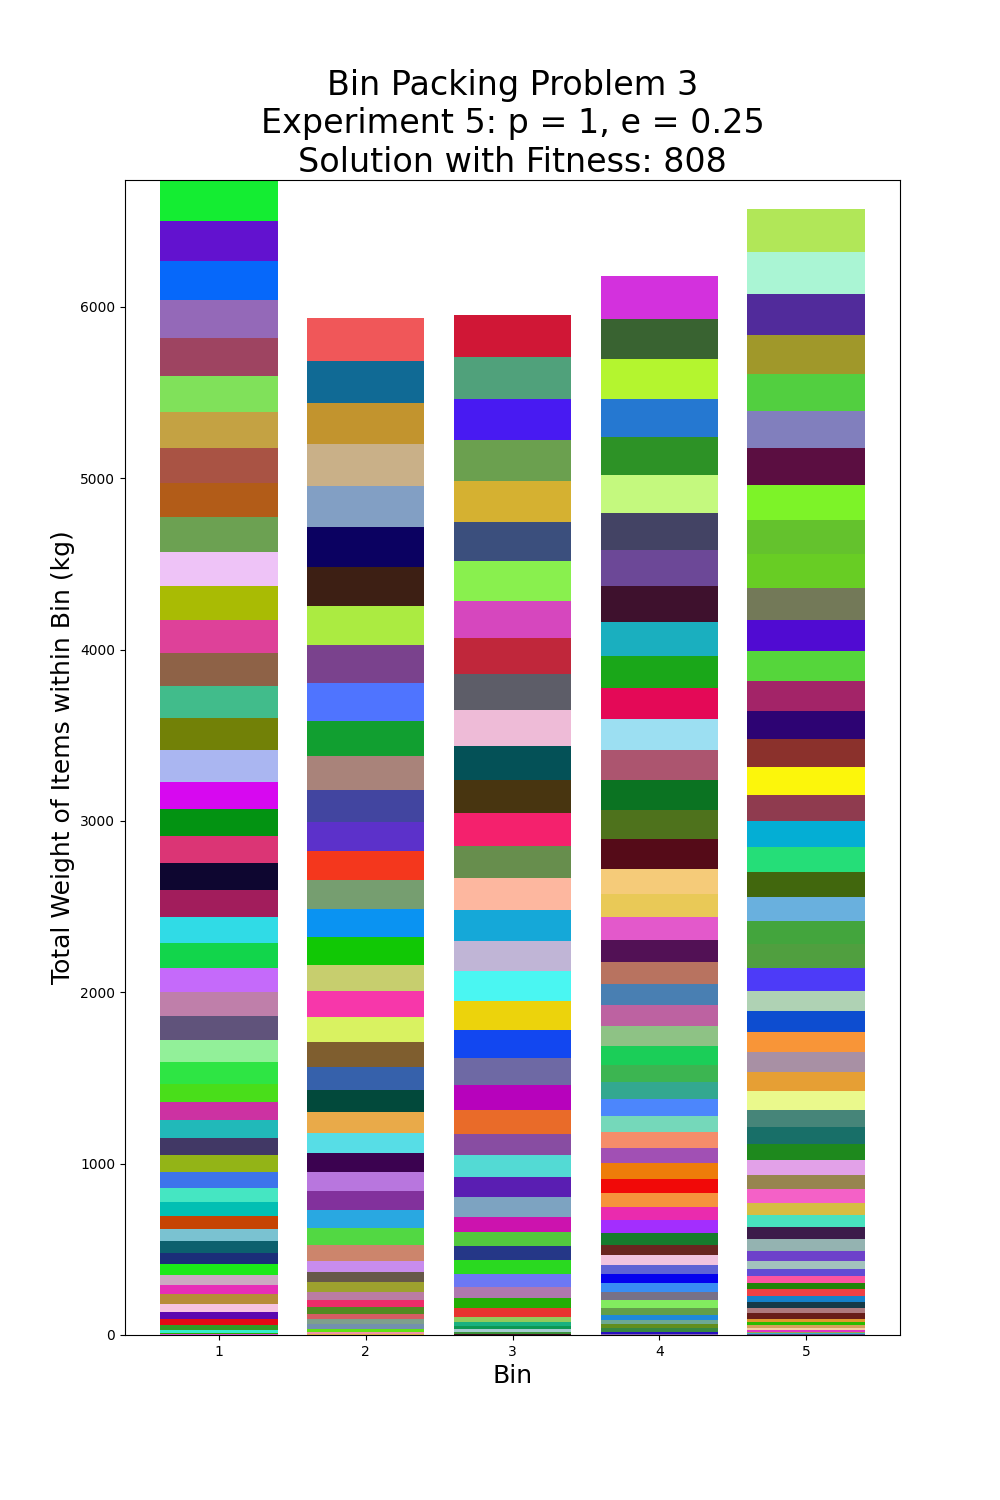 Bin Packing Problem 3
Experiment 5: p = 1, e = 0.25
Solution with Fitness: 808
Total Weight of Items within Bin (kg)
6000
5000
4000
3000
2000
1000
0
1 2 3 4 5
Bin